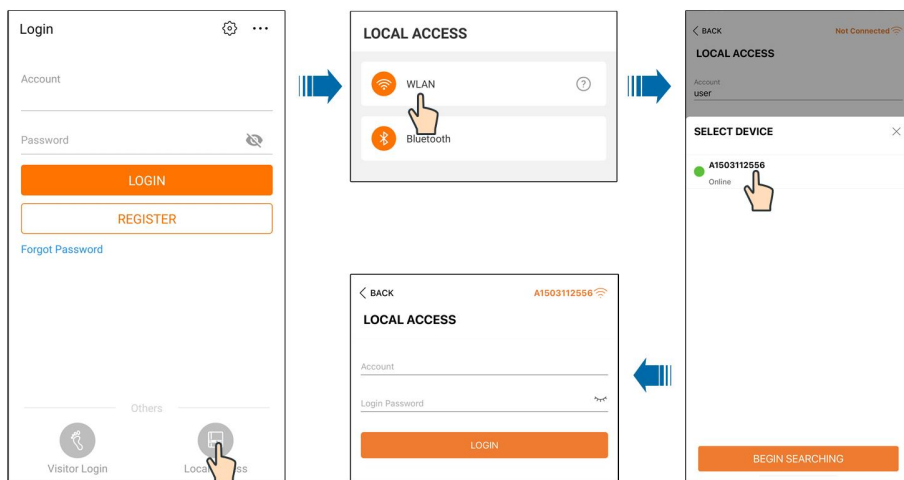 Login
Account
Password
LOGIN
REGISTER
Forgot Password
Others
Visitor Login
LOCAL ACCESS
WLAN
?
Bluetooth
BACK
Not Connected
LOCAL ACCESS
Account
user
SELECT DEVICE
A1503112556
Online
BEGIN SEARCHING
BACK
A1503112556
LOCAL ACCESS
Account
Login Password
LOGIN